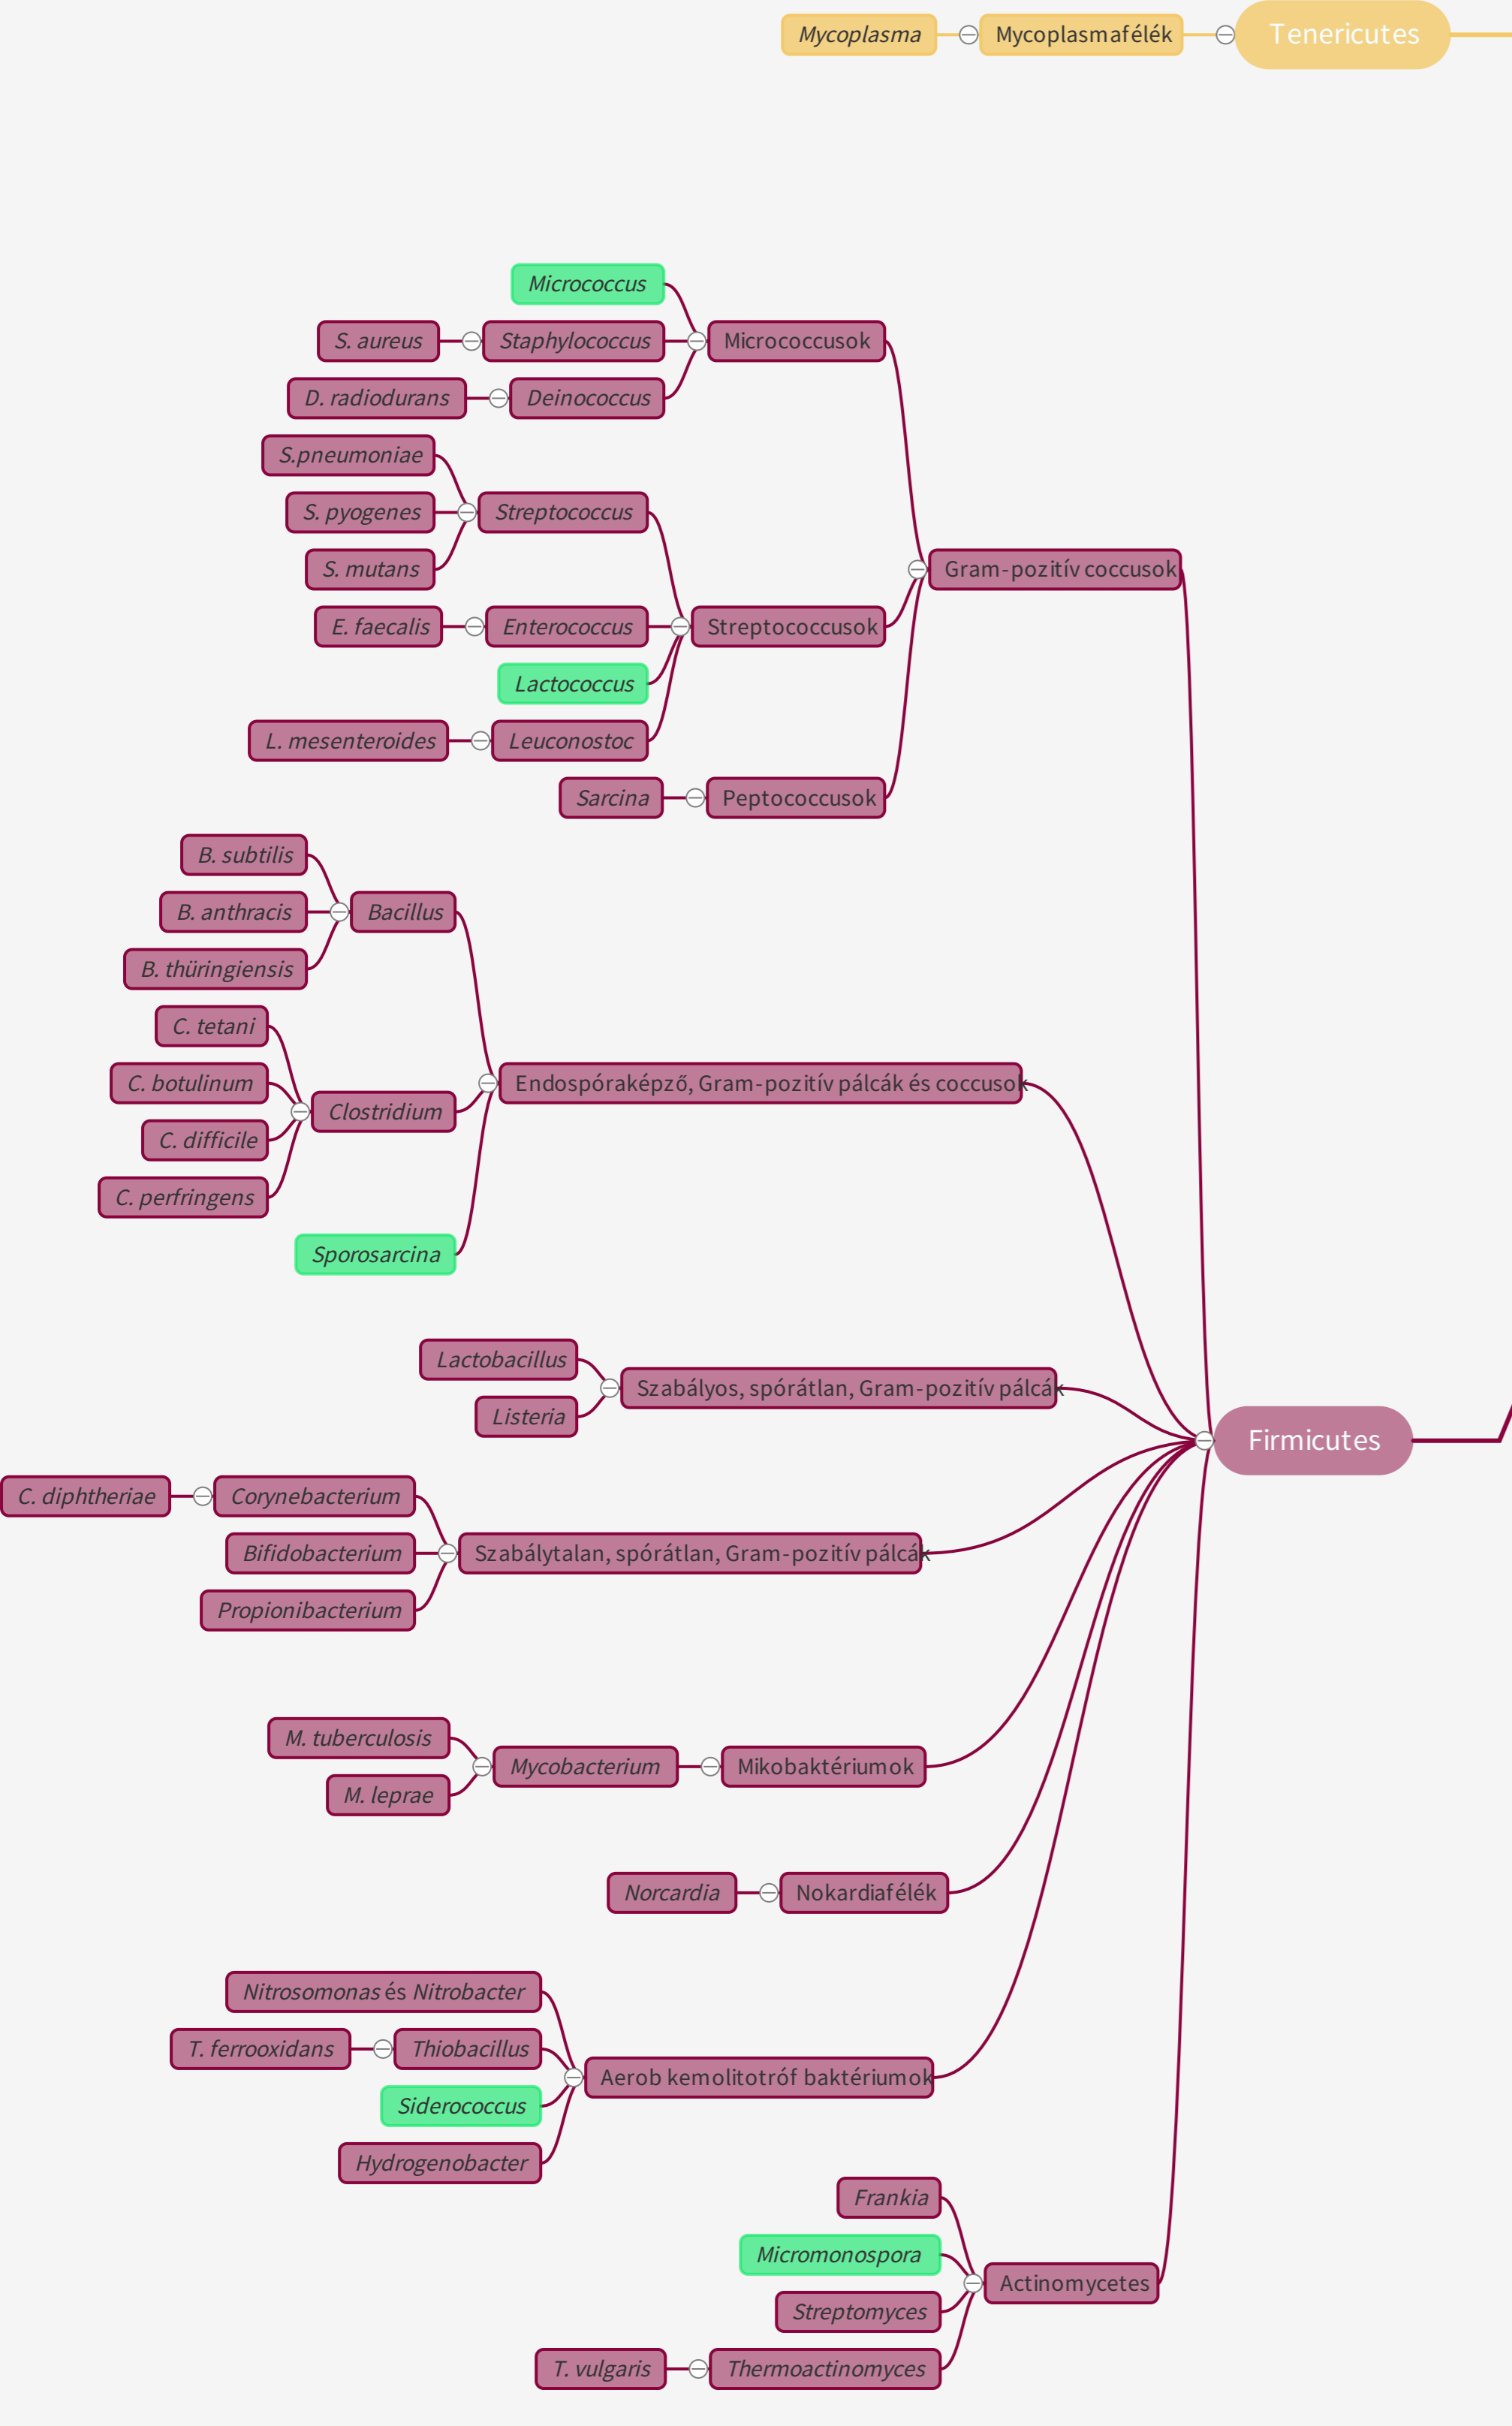 Mycoplasma
Mycoplasmafélék
Tenericutes
Micrococcus
S. aureus
Staphylococcus
Micrococcusok
D. radiodurans
Deinococcus
S.pneumoniae
S. pyogenes
Streptococcus
S. mutans
Gram-pozitív coccusok
E. faecalis
Enterococcus
Streptococcusok
Lactococcus
L. mesenteroides
Leuconostoc
Sarcina
Peptococcusok
B. subtilis
B. anthracis
Bacillus
B. thüringiensis
C. tetani
C. botulinum
Endospóraképző, Gram-pozitív pálcák és coccusok
Clostridium
C. difficile
C. perfringens
Sporosarcina
Lactobacillus
Szabályos, spórátlan, Gram-pozitív pálcák
Listeria
Firmicutes
C. diphtheriae
Corynebacterium
Bifidobacterium
Szabálytalan, spórátlan, Gram-pozitív pálcák
Propionibacterium
M. tuberculosis
Mycobacterium
Mikobaktériumok
M. leprae
Norcardia
Nokardiafélék
Nitrosomonas és Nitrobacter
T. ferrooxidans
Thiobacillus
Aerob kemolitotróf baktériumok
Siderococcus
Hydrogenobacter
Frankia
Micromonospora
Actinomycetes
Streptomyces
T. vulgaris
Thermoactinomyces